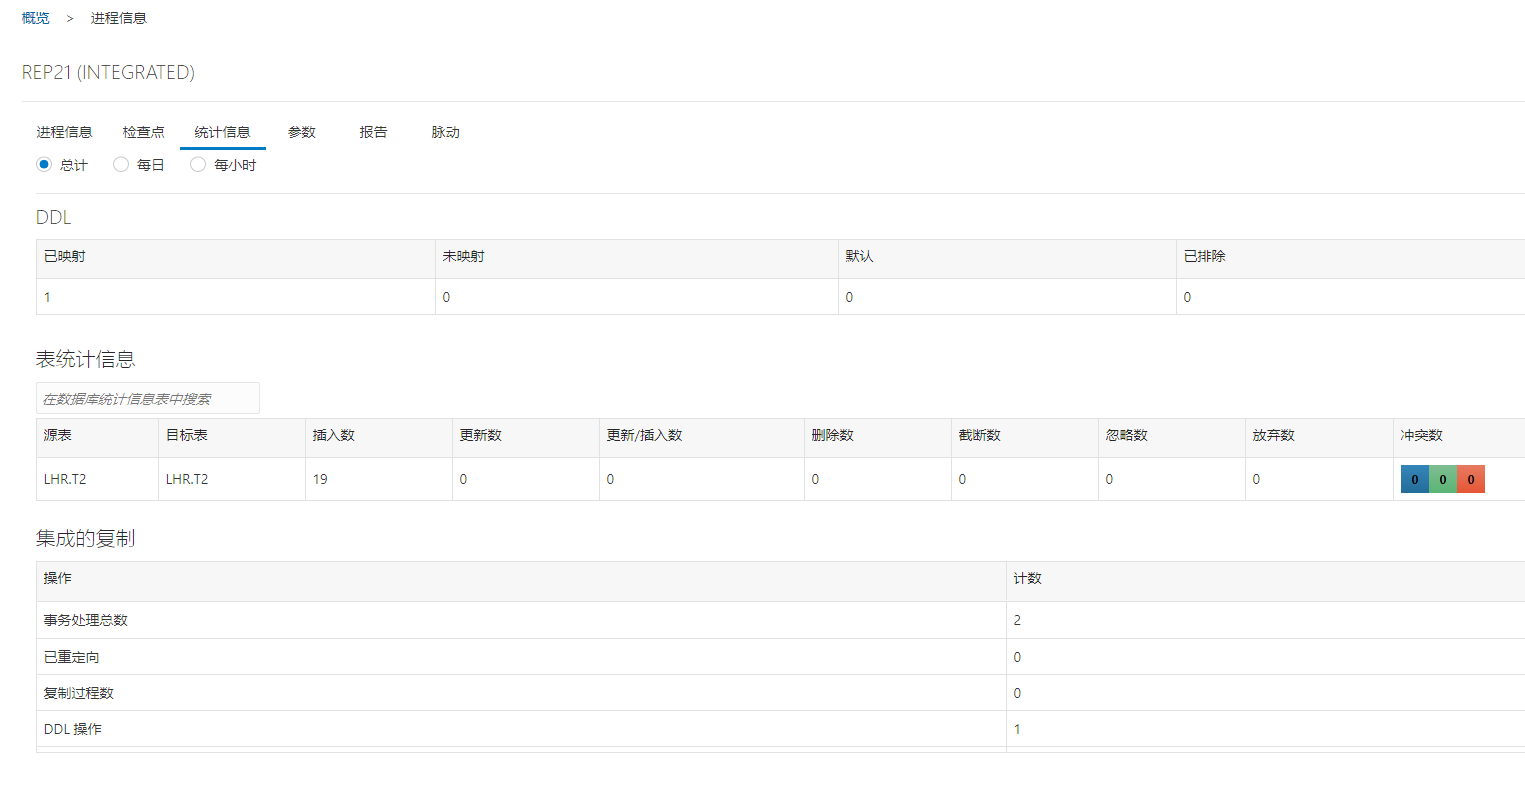 概览 > 进程信息
REP21 (INTEGRATED)
进程信息 检查点 统计信息 参数 报告 脉动
总计 每日 每小时
DDL
已映射 未映射 默认 已排除
1 0 0 0
表统计信息
在数据库统计信息表中搜索
源表 目标表 插入数 更新数 更新/插入数 删除数 截断数 忽略数 放弃数 冲突数
LHR.T2 LHR.T2 19 0 0 0 0 0 0 0 0 0
集成的复制
操作 计数
事务处理总数 2
已重定向 0
复制过程数 0
DDL 操作 1